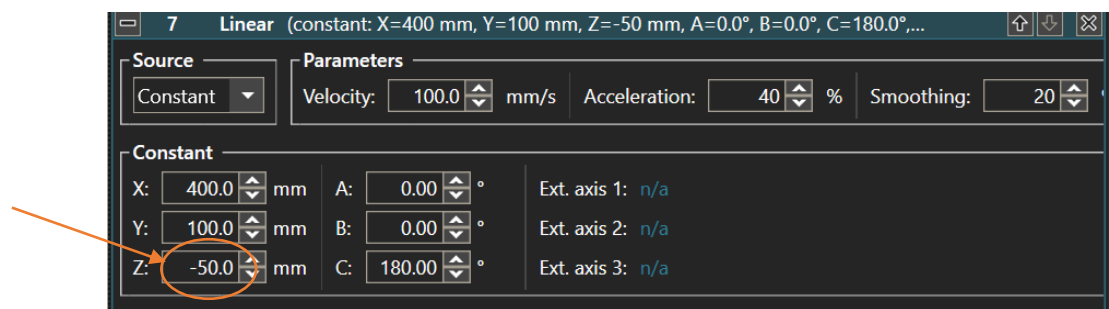 7 Linear (constant: X=400 mm, Y=100 mm, Z=-50 mm, A=0.0°, B=0.0°, C=180.0°,...
Source Parameters
Constant Velocity: 100.0 mm/s Acceleration: 40 % Smoothing: 20
Constant
X: 400.0 mm A: 0.00 ° Ext. axis 1: n/a
Y: 100.0 mm B: 0.00 ° Ext. axis 2: n/a
Z: -50.0 mm C: 180.00 ° Ext. axis 3: n/a